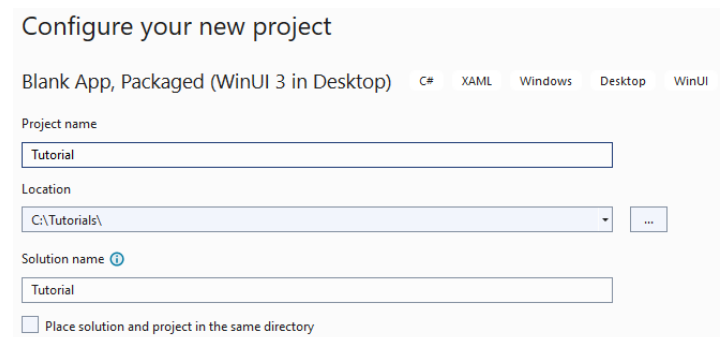 Configure your new project
Blank App, Packaged (WinUI 3 in Desktop) C# XAML Windows Desktop WinUI
Project name
Tutorial
Location
C:\Tutorials\
...
Solution name
Tutorial
Place solution and project in the same directory